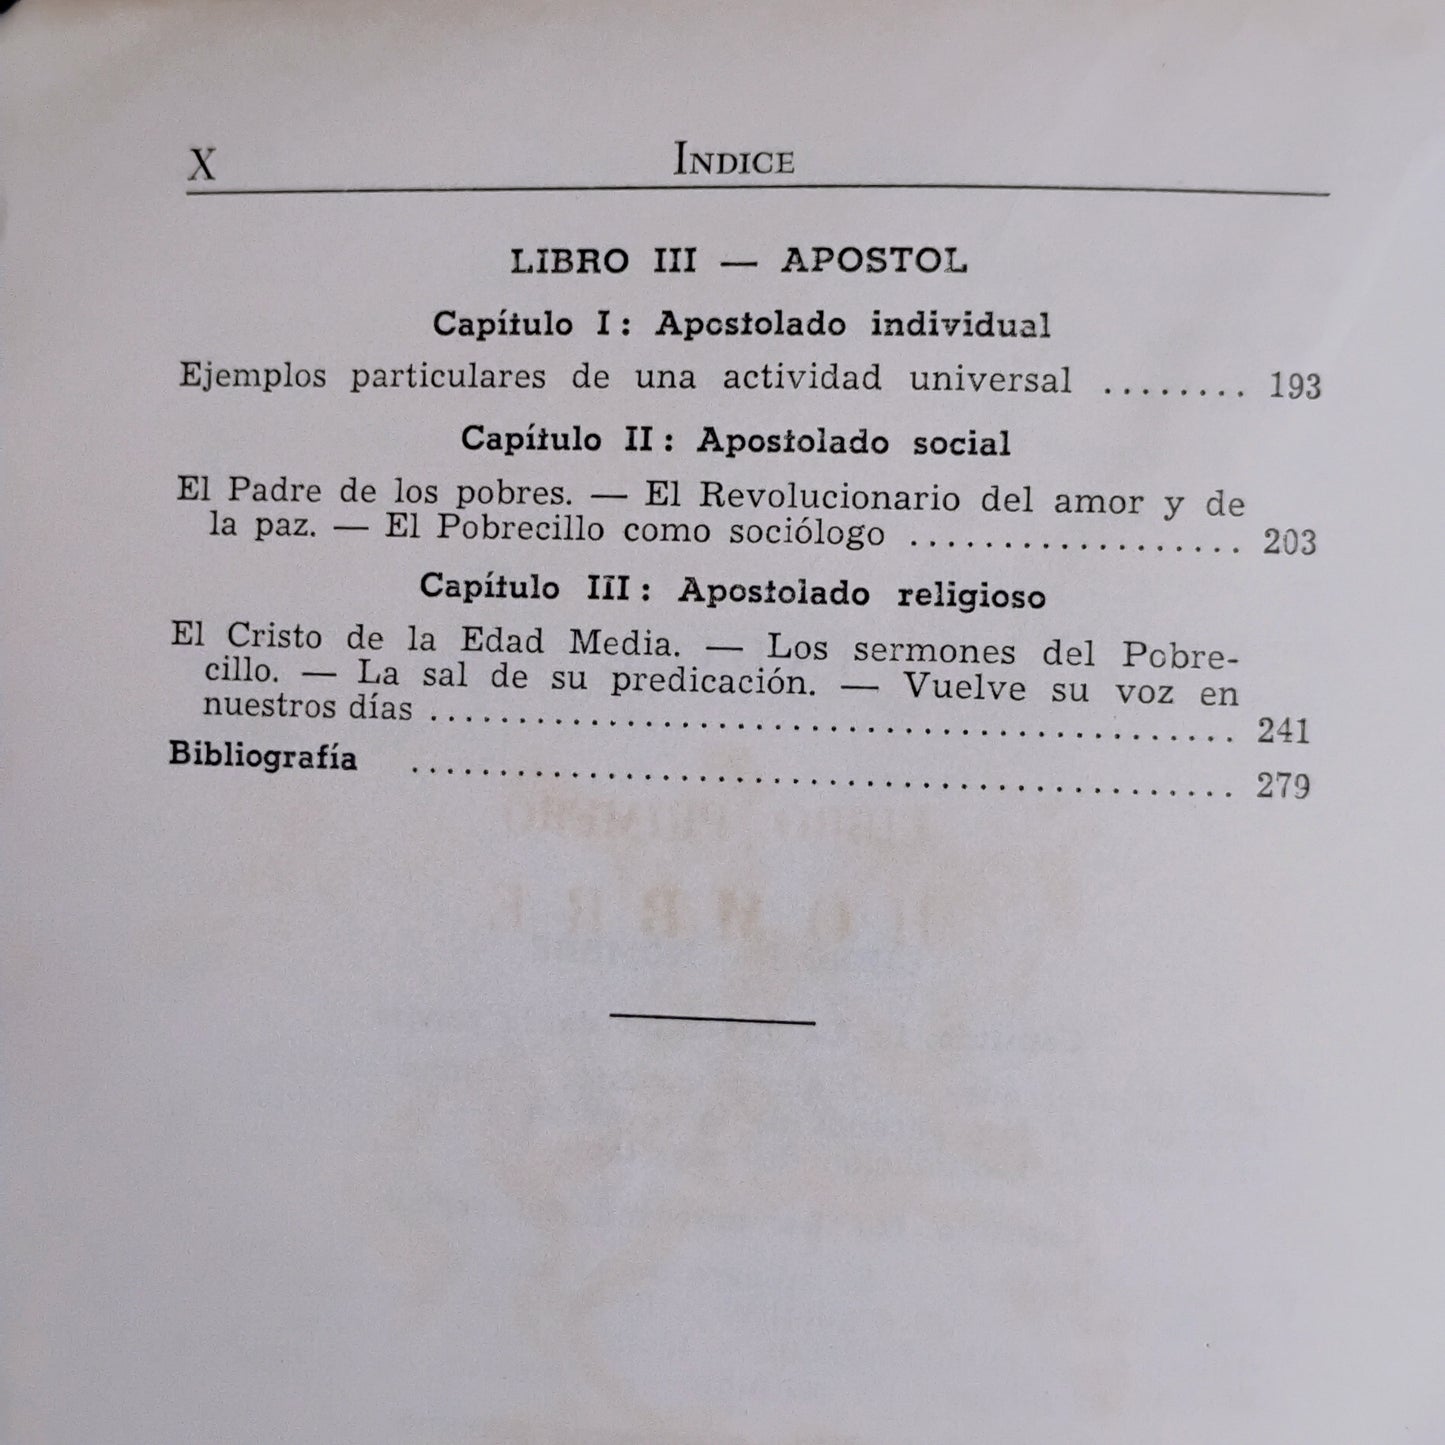 X INDICE
LIBRO III — APOSTOL
Capítulo I: Apostolado individual
Ejemplos particulares de una actividad universal ........ 193
Capítulo II: Apostolado social
El Padre de los pobres. — El Revolucionario del amor y de
la paz. — El Pobrecillo como sociólogo .................. 203
Capítulo III: Apostolado religioso
El Cristo de la Edad Media. — Los sermones del Pobre-
cillo. — La sal de su predicación. — Vuelve su voz en
nuestros días ............................................ 241
Bibliografía ............................................. 279